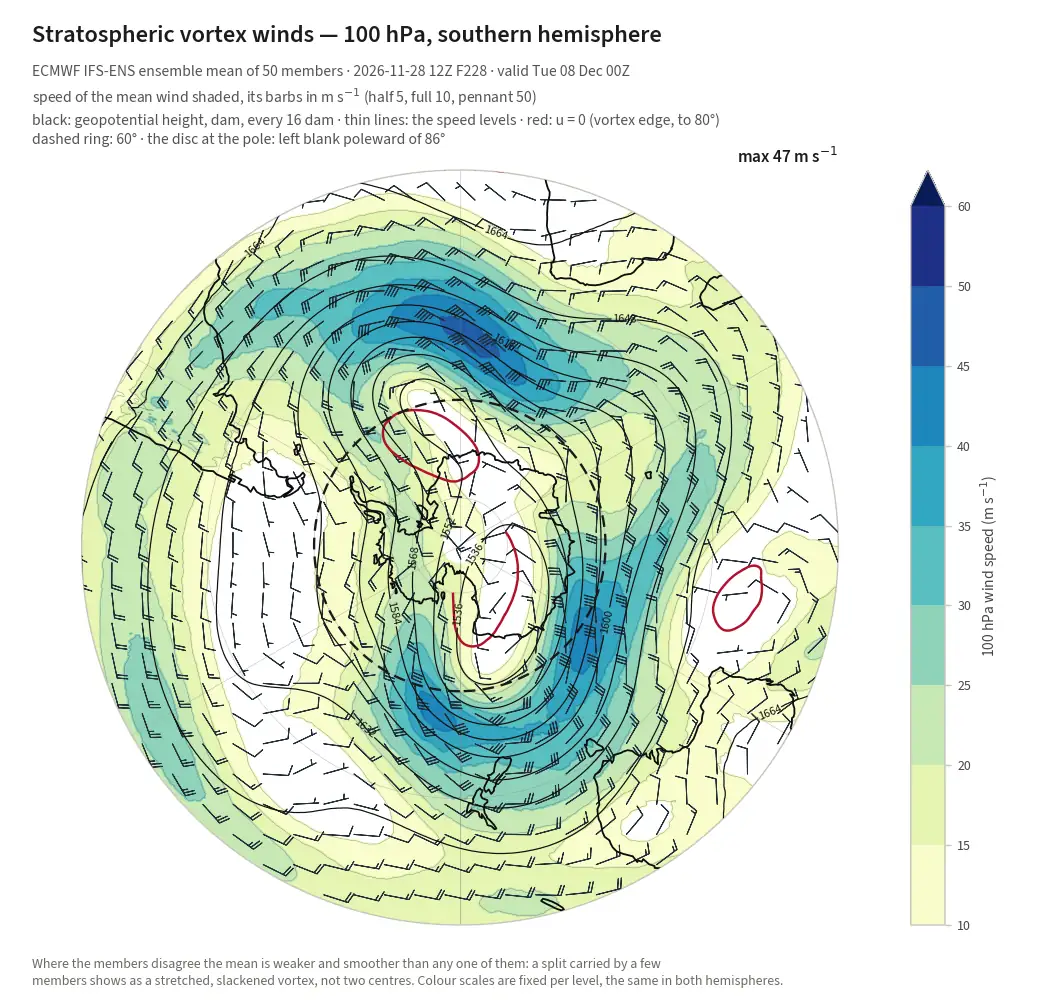 Stratospheric vortex winds — 100 hPa, southern hemisphere
ECMWF IFS-ENS ensemble mean of 50 members · 2026-11-28 12Z F228 · valid Tue 08 Dec 00Z
speed of the mean wind shaded, its barbs in m s⁻¹ (half 5, full 10, pennant 50)
black: geopotential height, dam, every 16 dam · thin lines: the speed levels · red: u = 0 (vortex edge, to 80°)
dashed ring: 60° · the disc at the pole: left blank poleward of 86°
max 47 m s⁻¹
1664
1664
1648
1616
1552
1536
1568
1584
1536
1600
1632
1664
60
50
45
40
35
30
25
20
15
10
100 hPa wind speed (m s⁻¹)
Where the members disagree the mean is weaker and smoother than any one of them: a split carried by a few
members shows as a stretched, slackened vortex, not two centres. Colour scales are fixed per level, the same in both hemispheres.